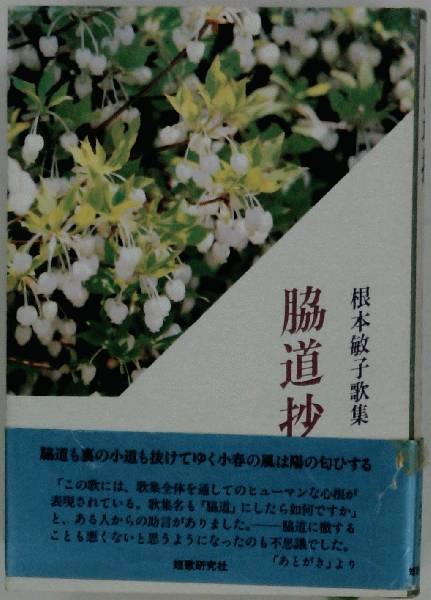 根本敏子歌集
脇道抄
脇道も裏の小道も抜けてゆく小春の風は陽の匂ひする
「この歌には、歌集全体を通してのヒューマンな心根が
表現されている。歌集名も『脇道』にしたら如何ですか」
と、ある人からの助言がありました。――脇道に徹する
ことも悪くないと思うようになったのも不思議でした。
「あとがき」より
短歌研究社